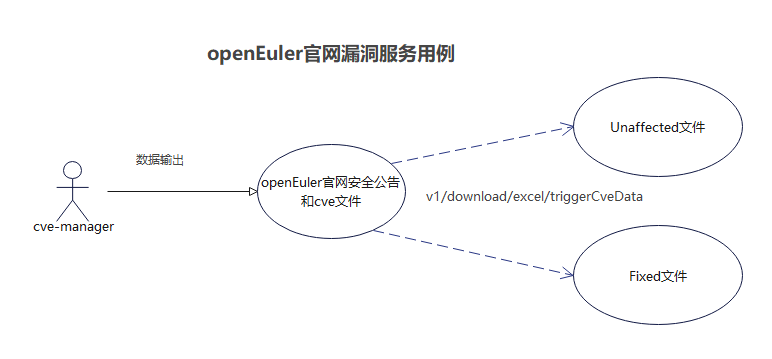 openEuler官网漏洞服务用例
Unaffected文件
数据输出
openEuler官网安全公告
和cve文件
v1/download/excel/triggerCveData
cve-manager
Fixed文件